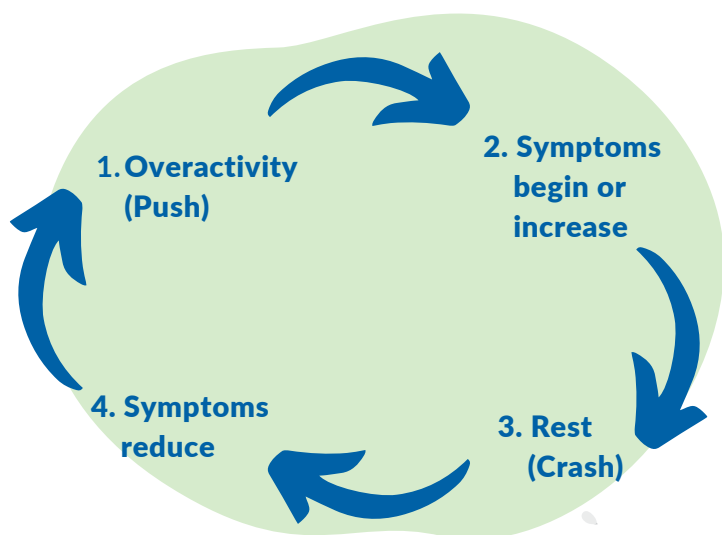 1. Overactivity
(Push)
2. Symptoms
begin or
increase
3. Rest
(Crash)
4. Symptoms
reduce